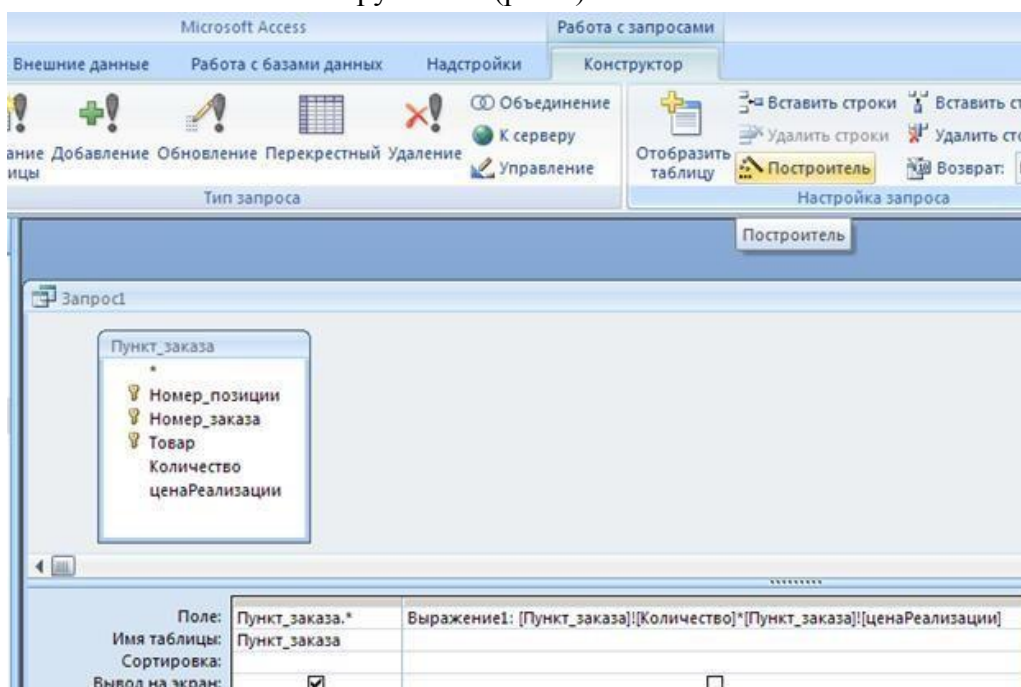 Microsoft Access
Работа с запросами
Внешние данные
Работа с базами данных
Надстройки
Конструктор
Добавление
Обновление
Перекрестный
Удаление
Объединение
К серверу
Управление
Отобразить
таблицу
Вставить строки
Удалить строки
Построитель
Вставить
Удалить
Возврат:
Тип запроса
Настройка запроса
Построитель
Запрос1
Пункт_заказа
*
Номер_позиции
Номер_заказа
Товар
Количество
ценаРеализации
Поле: Пункт_заказа.* Выражение1: [Пункт_заказа]![Количество]*[Пункт_заказа]![ценаРеализации]
Имя таблицы: Пункт_заказа
Сортировка:
Вывод на экран: